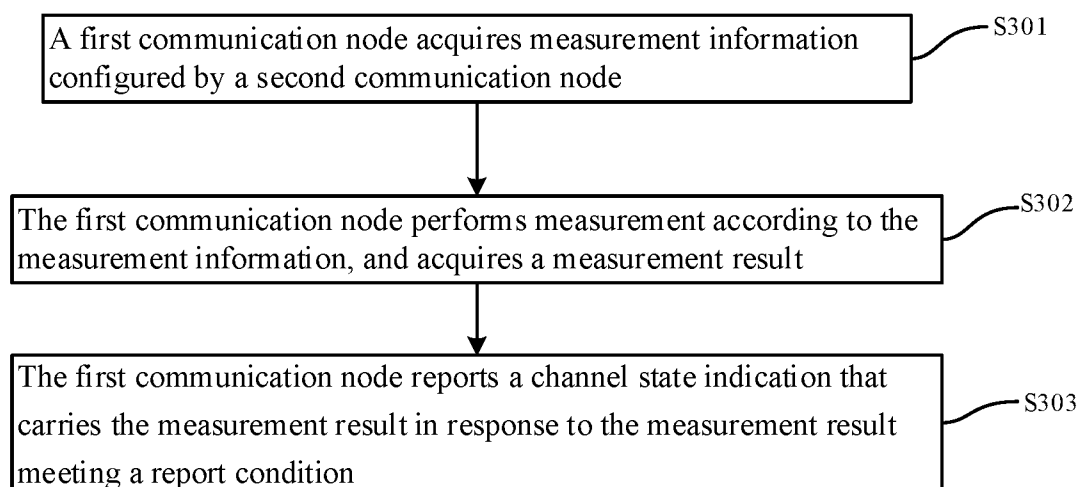 A first communication node acquires measurement information
configured by a second communication node
S301
The first communication node performs measurement according to the
measurement information, and acquires a measurement result
S302
The first communication node reports a channel state indication that
carries the measurement result in response to the measurement result
meeting a report condition
S303